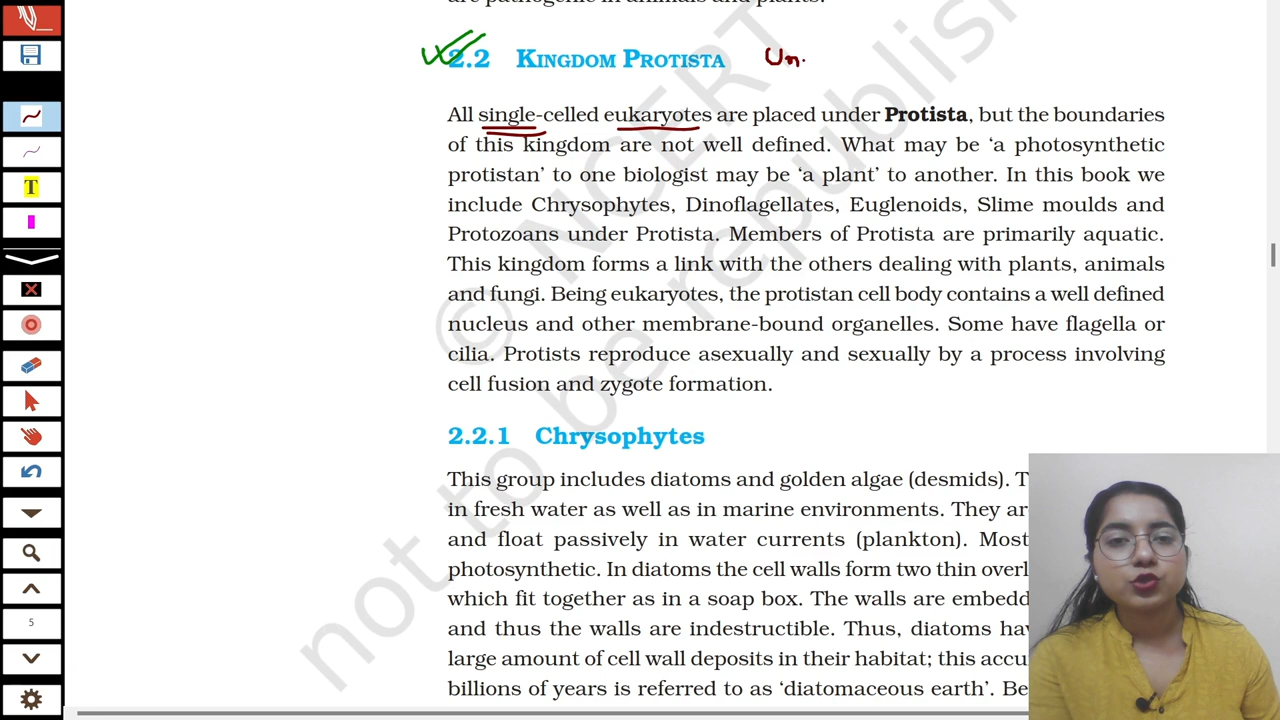 are pathogenic in animals and plants.
2.2 KINGDOM PROTISTA Un.
All single-celled eukaryotes are placed under Protista, but the boundaries
of this kingdom are not well defined. What may be ‘a photosynthetic
protistan’ to one biologist may be ‘a plant’ to another. In this book we
include Chrysophytes, Dinoflagellates, Euglenoids, Slime moulds and
Protozoans under Protista. Members of Protista are primarily aquatic.
This kingdom forms a link with the others dealing with plants, animals
and fungi. Being eukaryotes, the protistan cell body contains a well defined
nucleus and other membrane-bound organelles. Some have flagella or
cilia. Protists reproduce asexually and sexually by a process involving
cell fusion and zygote formation.
2.2.1 Chrysophytes
This group includes diatoms and golden algae (desmids). T
in fresh water as well as in marine environments. They ar
and float passively in water currents (plankton). Most
photosynthetic. In diatoms the cell walls form two thin overl
which fit together as in a soap box. The walls are embedd
and thus the walls are indestructible. Thus, diatoms hav
large amount of cell wall deposits in their habitat; this accu
billions of years is referred to as ‘diatomaceous earth’. Be
© NCERT
not to be republish
T
5